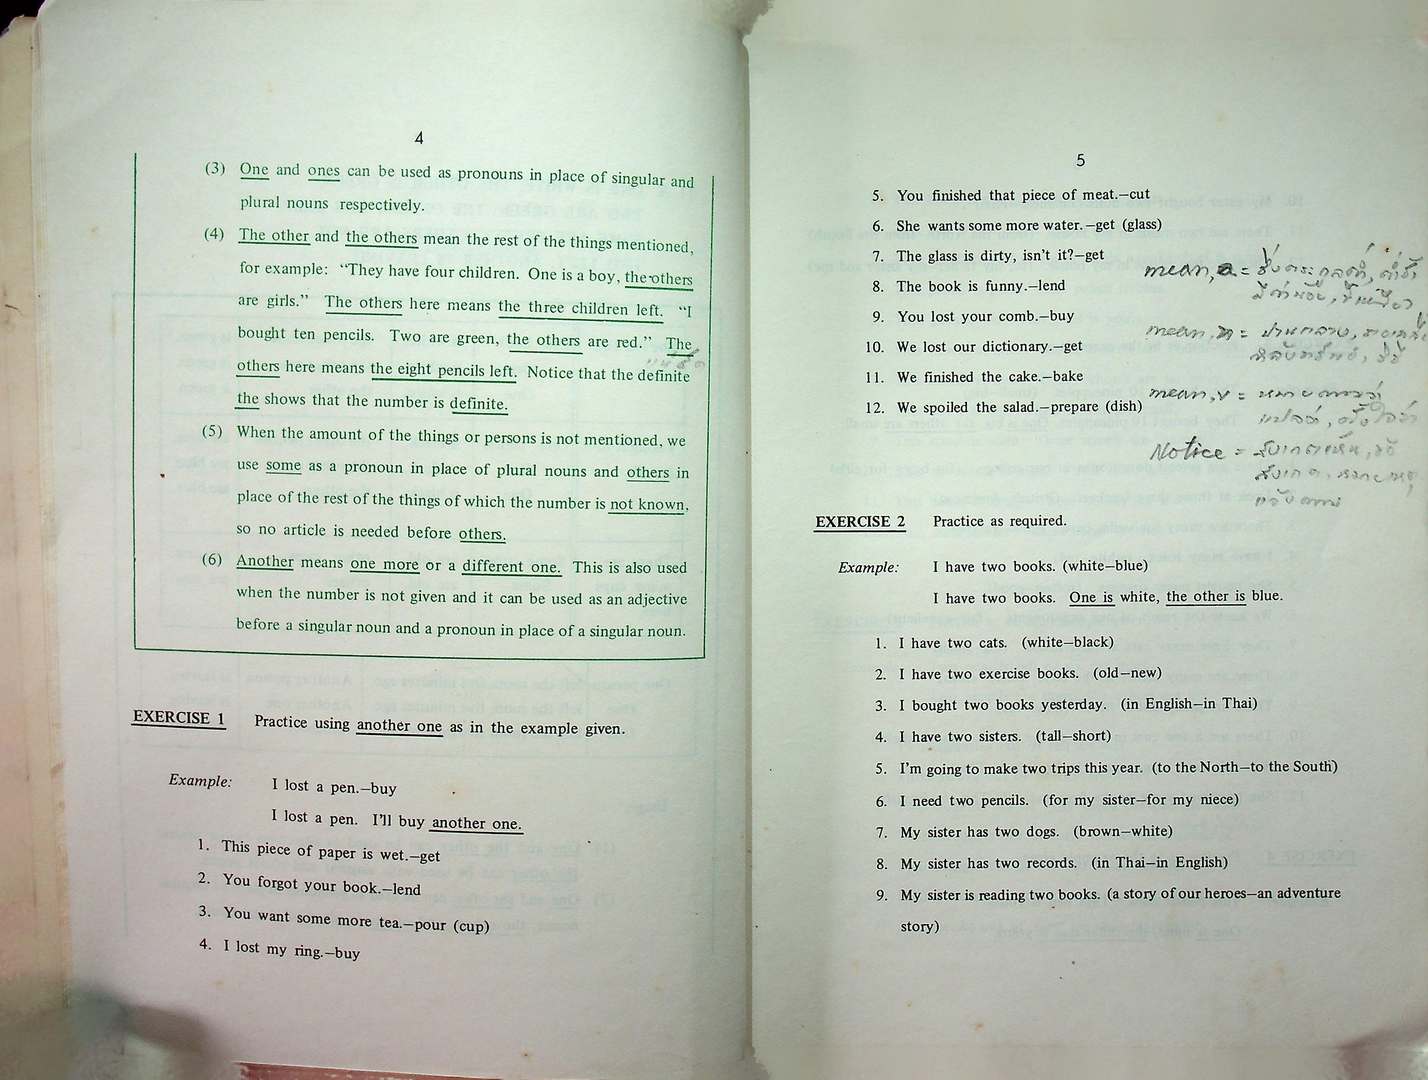 4
(3) One and ones can be used as pronouns in place of singular and
plural nouns respectively.
(4) The other and the others mean the rest of the things mentioned,
for example: “They have four children. One is a boy, the others
are girls.” The others here means the three children left. “I
bought ten pencils. Two are green, the others are red.” The
others here means the eight pencils left. Notice that the definite
the shows that the number is definite.
(5) When the amount of the things or persons is not mentioned, we
use some as a pronoun in place of plural nouns and others in
place of the rest of the things of which the number is not known,
so no article is needed before others.
(6) Another means one more or a different one. This is also used
when the number is not given and it can be used as an adjective
before a singular noun and a pronoun in place of a singular noun.
EXERCISE 1 Practice using another one as in the example given.
Example: I lost a pen.—buy
I lost a pen. I’ll buy another one.
1. This piece of paper is wet.—get
2. You forgot your book.—lend
3. You want some more tea.—pour (cup)
4. I lost my ring.—buy
5
5. You finished that piece of meat.—cut
6. She wants some more water.—get (glass)
7. The glass is dirty, isn’t it?—get
8. The book is funny.—lend
9. You lost your comb.—buy
10. We lost our dictionary.—get
11. We finished the cake.—bake
12. We spoiled the salad.—prepare (dish)
mean, a =
mean, =
mean, v =
Notice =
EXERCISE 2 Practice as required.
Example: I have two books. (white—blue)
I have two books. One is white, the other is blue.
1. I have two cats. (white—black)
2. I have two exercise books. (old—new)
3. I bought two books yesterday. (in English—in Thai)
4. I have two sisters. (tall—short)
5. I’m going to make two trips this year. (to the North—to the South)
6. I need two pencils. (for my sister—for my niece)
7. My sister has two dogs. (brown—white)
8. My sister has two records. (in Thai—in English)
9. My sister is reading two books. (a story of our heroes—an adventure
story)